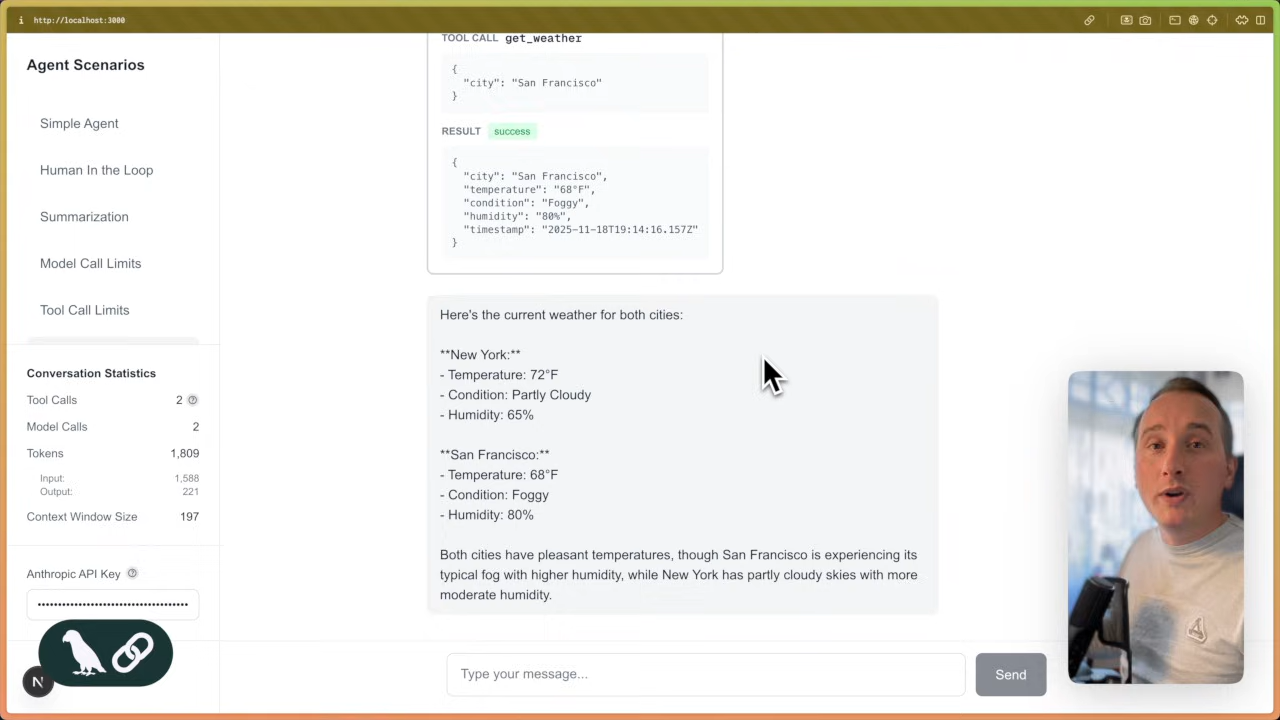 http://localhost:3000
Agent Scenarios
Simple Agent
Human In the Loop
Summarization
Model Call Limits
Tool Call Limits
Conversation Statistics
Tool Calls 2
Model Calls 2
Tokens 1,809
Input: 1,588
Output: 221
Context Window Size 197
Anthropic API Key
••••••••••••••••••••••••••••••••••••
N
TOOL CALL get_weather
{
"city": "San Francisco"
}
RESULT success
{
"city": "San Francisco",
"temperature": "68°F",
"condition": "Foggy",
"humidity": "80%",
"timestamp": "2025-11-18T19:14:16.157Z"
}
Here's the current weather for both cities:
**New York:**
- Temperature: 72°F
- Condition: Partly Cloudy
- Humidity: 65%
**San Francisco:**
- Temperature: 68°F
- Condition: Foggy
- Humidity: 80%
Both cities have pleasant temperatures, though San Francisco is experiencing its
typical fog with higher humidity, while New York has partly cloudy skies with more
moderate humidity.
Type your message...
Send